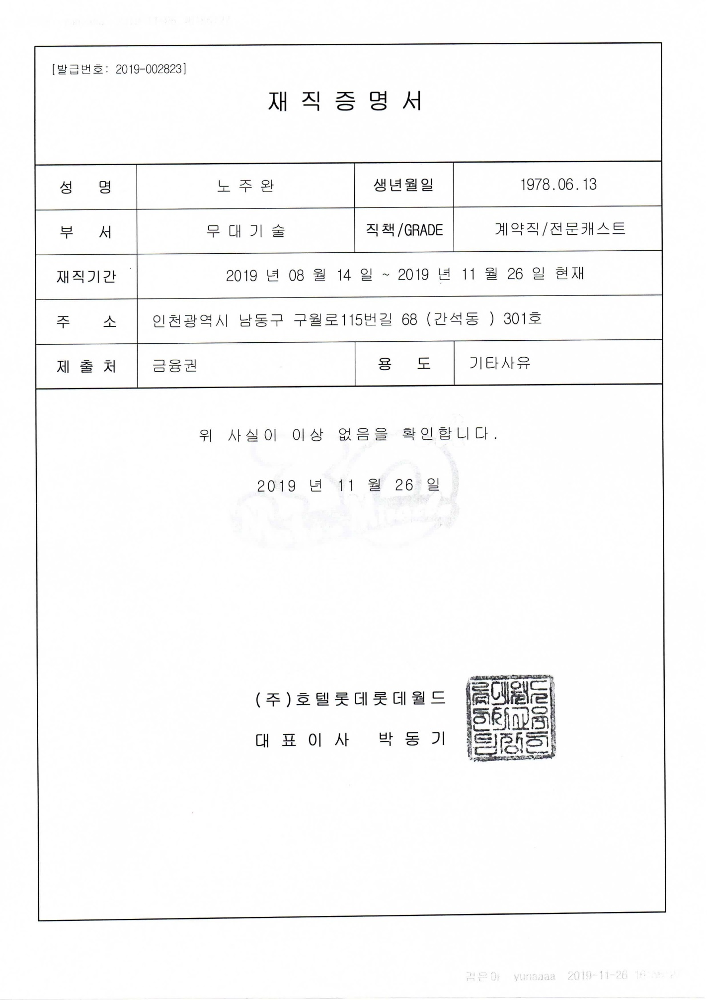 [발급번호: 2019-002823]
재 직 증 명 서
성 명 노 주 완 생년월일 1978.06.13
부 서 무 대 기 술 직책/GRADE 계약직/전문캐스트
재직기간 2019 년 08 월 14 일 ~ 2019 년 11 월 26 일 현재
주 소 인천광역시 남동구 구월로115번길 68 (간석동 ) 301호
제 출 처 금융권 용 도 기타사유
위 사실이 이상 없음을 확인합니다.
2019 년 11 월 26 일
(주)호텔롯데롯데월드
대 표 이 사 박 동 기
김은아 yunaaaa 2019-11-26